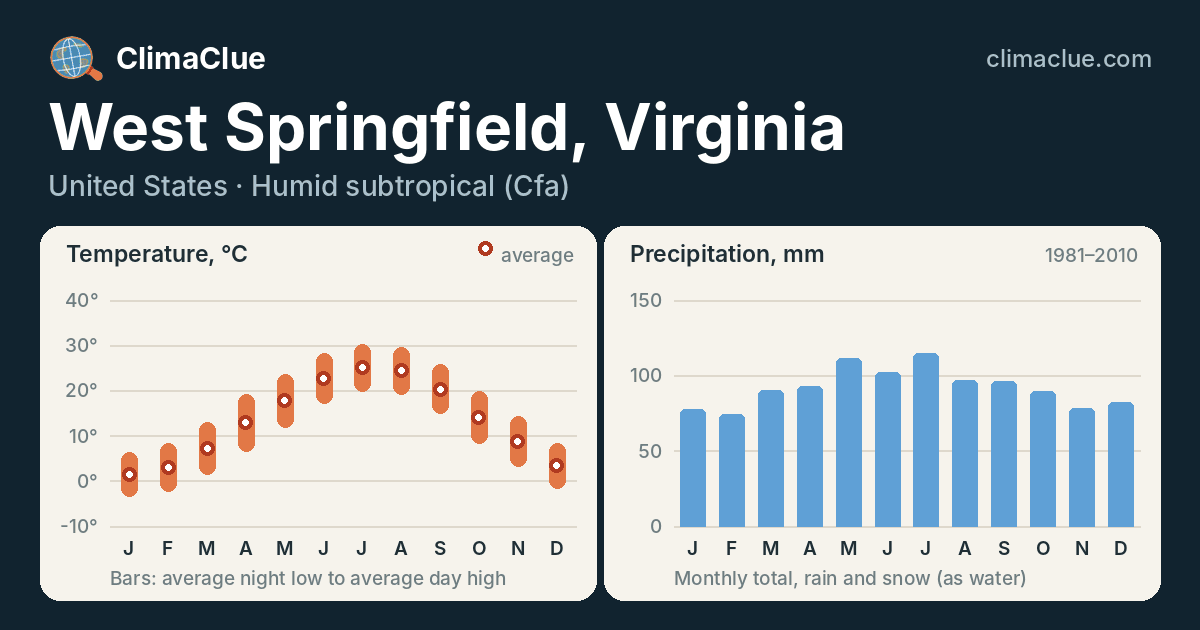 ClimaClue
climaclue.com
West Springfield, Virginia
United States · Humid subtropical (Cfa)
Temperature, °C
average
40°
30°
20°
10°
0°
-10°
J F M A M J J A S O N D
Bars: average night low to average day high
Precipitation, mm
1981–2010
150
100
50
0
J F M A M J J A S O N D
Monthly total, rain and snow (as water)